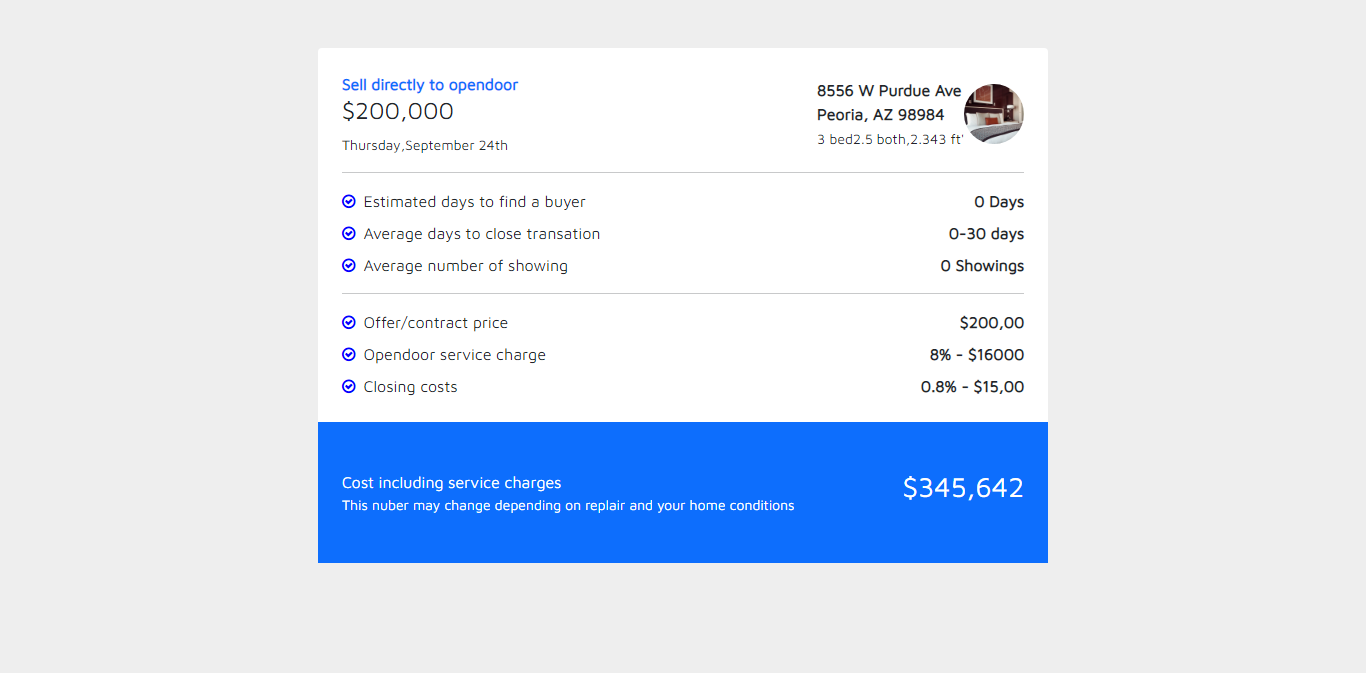 Sell directly to opendoor
$200,000
Thursday,September 24th
8556 W Purdue Ave
Peoria, AZ 98984
3 bed2.5 both,2.343 ft'
Estimated days to find a buyer 0 Days
Average days to close transation 0-30 days
Average number of showing 0 Showings
Offer/contract price $200,00
Opendoor service charge 8% - $16000
Closing costs 0.8% - $15,00
Cost including service charges
This nuber may change depending on replair and your home conditions
$345,642